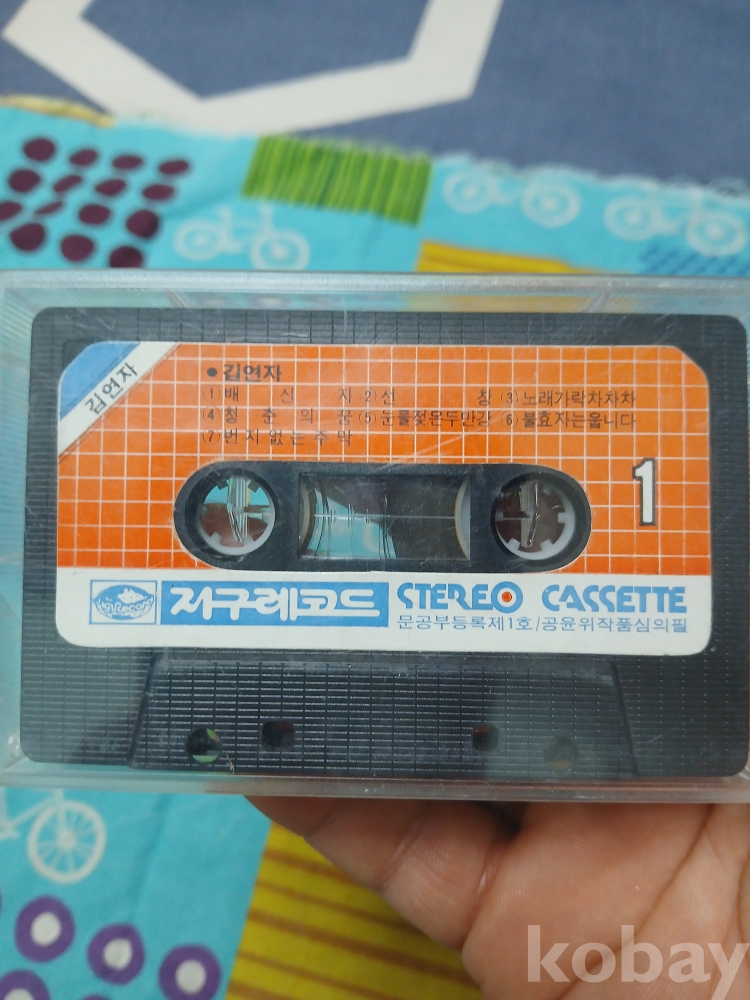 김연자
●김연자
(1) 배신자 (2) 선창 (3) 노래가락차차차
(4) 청춘의꿈 (5) 눈물젖은두만강 (6) 불효자는웁니다
(7) 번지없는주막
1
지구레코드 STEREO CASSETTE
문공부등록제1호/공윤위작품심의필
kobay